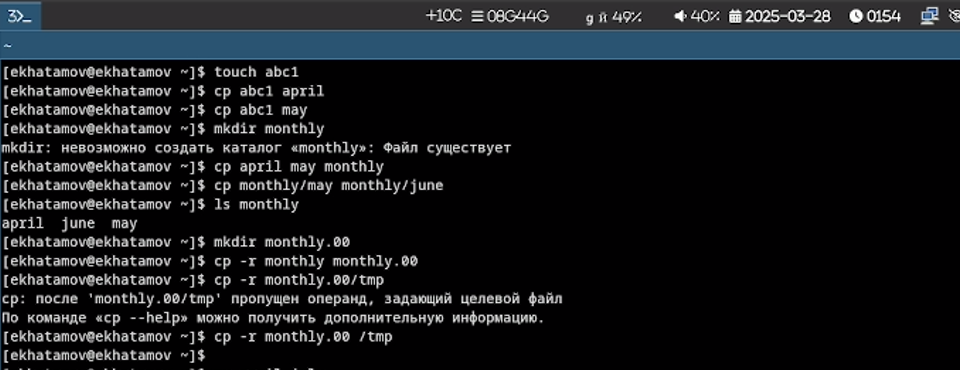 3 +10C 08G44G g й 49% 40% 2025-03-28 0154
~
[ekhatamov@ekhatamov ~]$ touch abc1
[ekhatamov@ekhatamov ~]$ cp abc1 april
[ekhatamov@ekhatamov ~]$ cp abc1 may
[ekhatamov@ekhatamov ~]$ mkdir monthly
mkdir: невозможно создать каталог «monthly»: Файл существует
[ekhatamov@ekhatamov ~]$ cp april may monthly
[ekhatamov@ekhatamov ~]$ cp monthly/may monthly/june
[ekhatamov@ekhatamov ~]$ ls monthly
april  june  may
[ekhatamov@ekhatamov ~]$ mkdir monthly.00
[ekhatamov@ekhatamov ~]$ cp -r monthly monthly.00
[ekhatamov@ekhatamov ~]$ cp -r monthly.00/tmp
cp: после 'monthly.00/tmp' пропущен операнд, задающий целевой файл
По команде «cp --help» можно получить дополнительную информацию.
[ekhatamov@ekhatamov ~]$ cp -r monthly.00 /tmp
[ekhatamov@ekhatamov ~]$